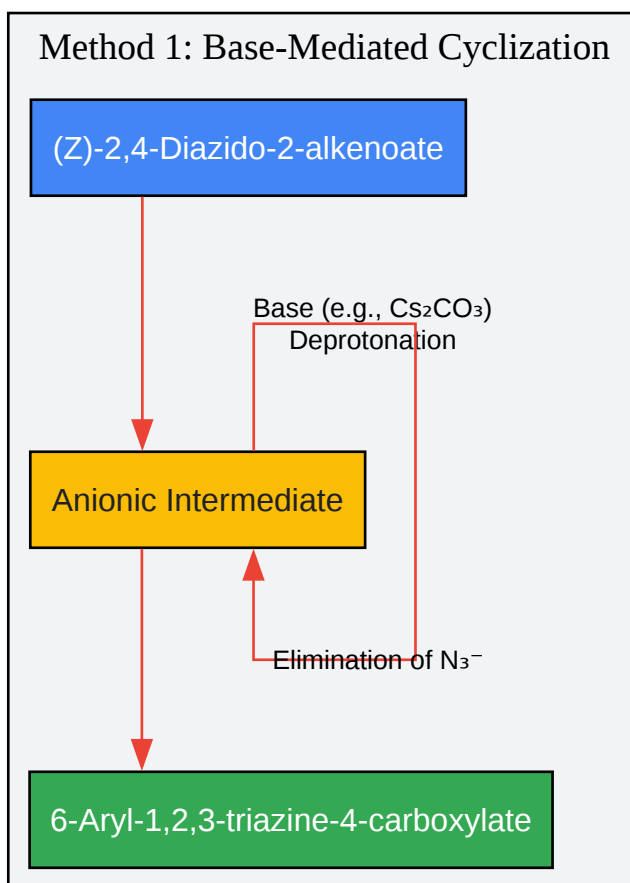 Method 1: Base-Mediated Cyclization
(Z)-2,4-Diazido-2-alkenoate
Base (e.g., Cs₂CO₃)
Deprotonation
Anionic Intermediate
Elimination of N₃⁻
6-Aryl-1,2,3-triazine-4-carboxylate